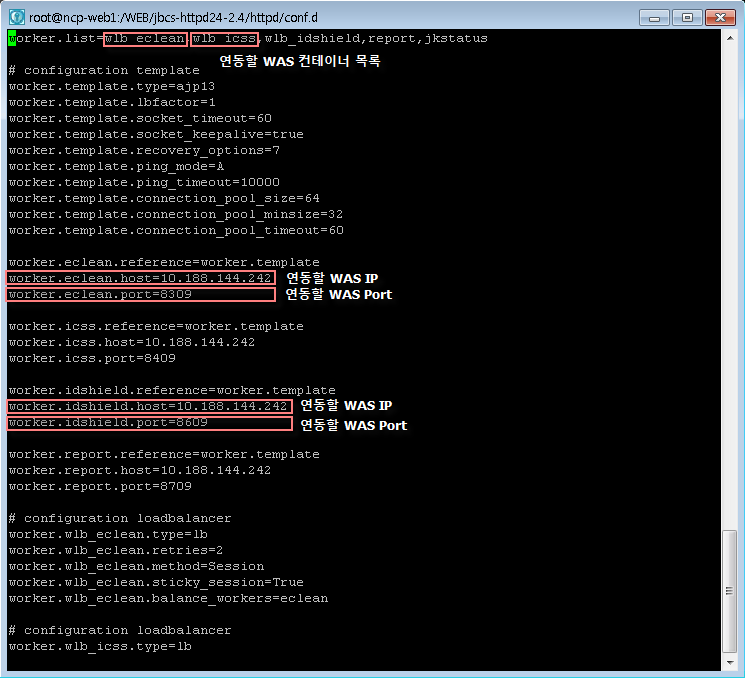 root@ncp-web1:/WEB/jbcs-httpd24-2.4/httpd/conf.d
worker.list=wlb_eclean,wlb_icss,wlb_idshield,report,jkstatus
연동할 WAS 컨테이너 목록
# configuration template
worker.template.type=ajp13
worker.template.lbfactor=1
worker.template.socket_timeout=60
worker.template.socket_keepalive=true
worker.template.recovery_options=7
worker.template.ping_mode=A
worker.template.ping_timeout=10000
worker.template.connection_pool_size=64
worker.template.connection_pool_minsize=32
worker.template.connection_pool_timeout=60
worker.eclean.reference=worker.template
worker.eclean.host=10.188.144.242 연동할 WAS IP
worker.eclean.port=8309 연동할 WAS Port
worker.icss.reference=worker.template
worker.icss.host=10.188.144.242
worker.icss.port=8409
worker.idshield.reference=worker.template
worker.idshield.host=10.188.144.242 연동할 WAS IP
worker.idshield.port=8609 연동할 WAS Port
worker.report.reference=worker.template
worker.report.host=10.188.144.242
worker.report.port=8709
# configuration loadbalancer
worker.wlb_eclean.type=lb
worker.wlb_eclean.retries=2
worker.wlb_eclean.method=Session
worker.wlb_eclean.sticky_session=True
worker.wlb_eclean.balance_workers=eclean
# configuration loadbalancer
worker.wlb_icss.type=lb